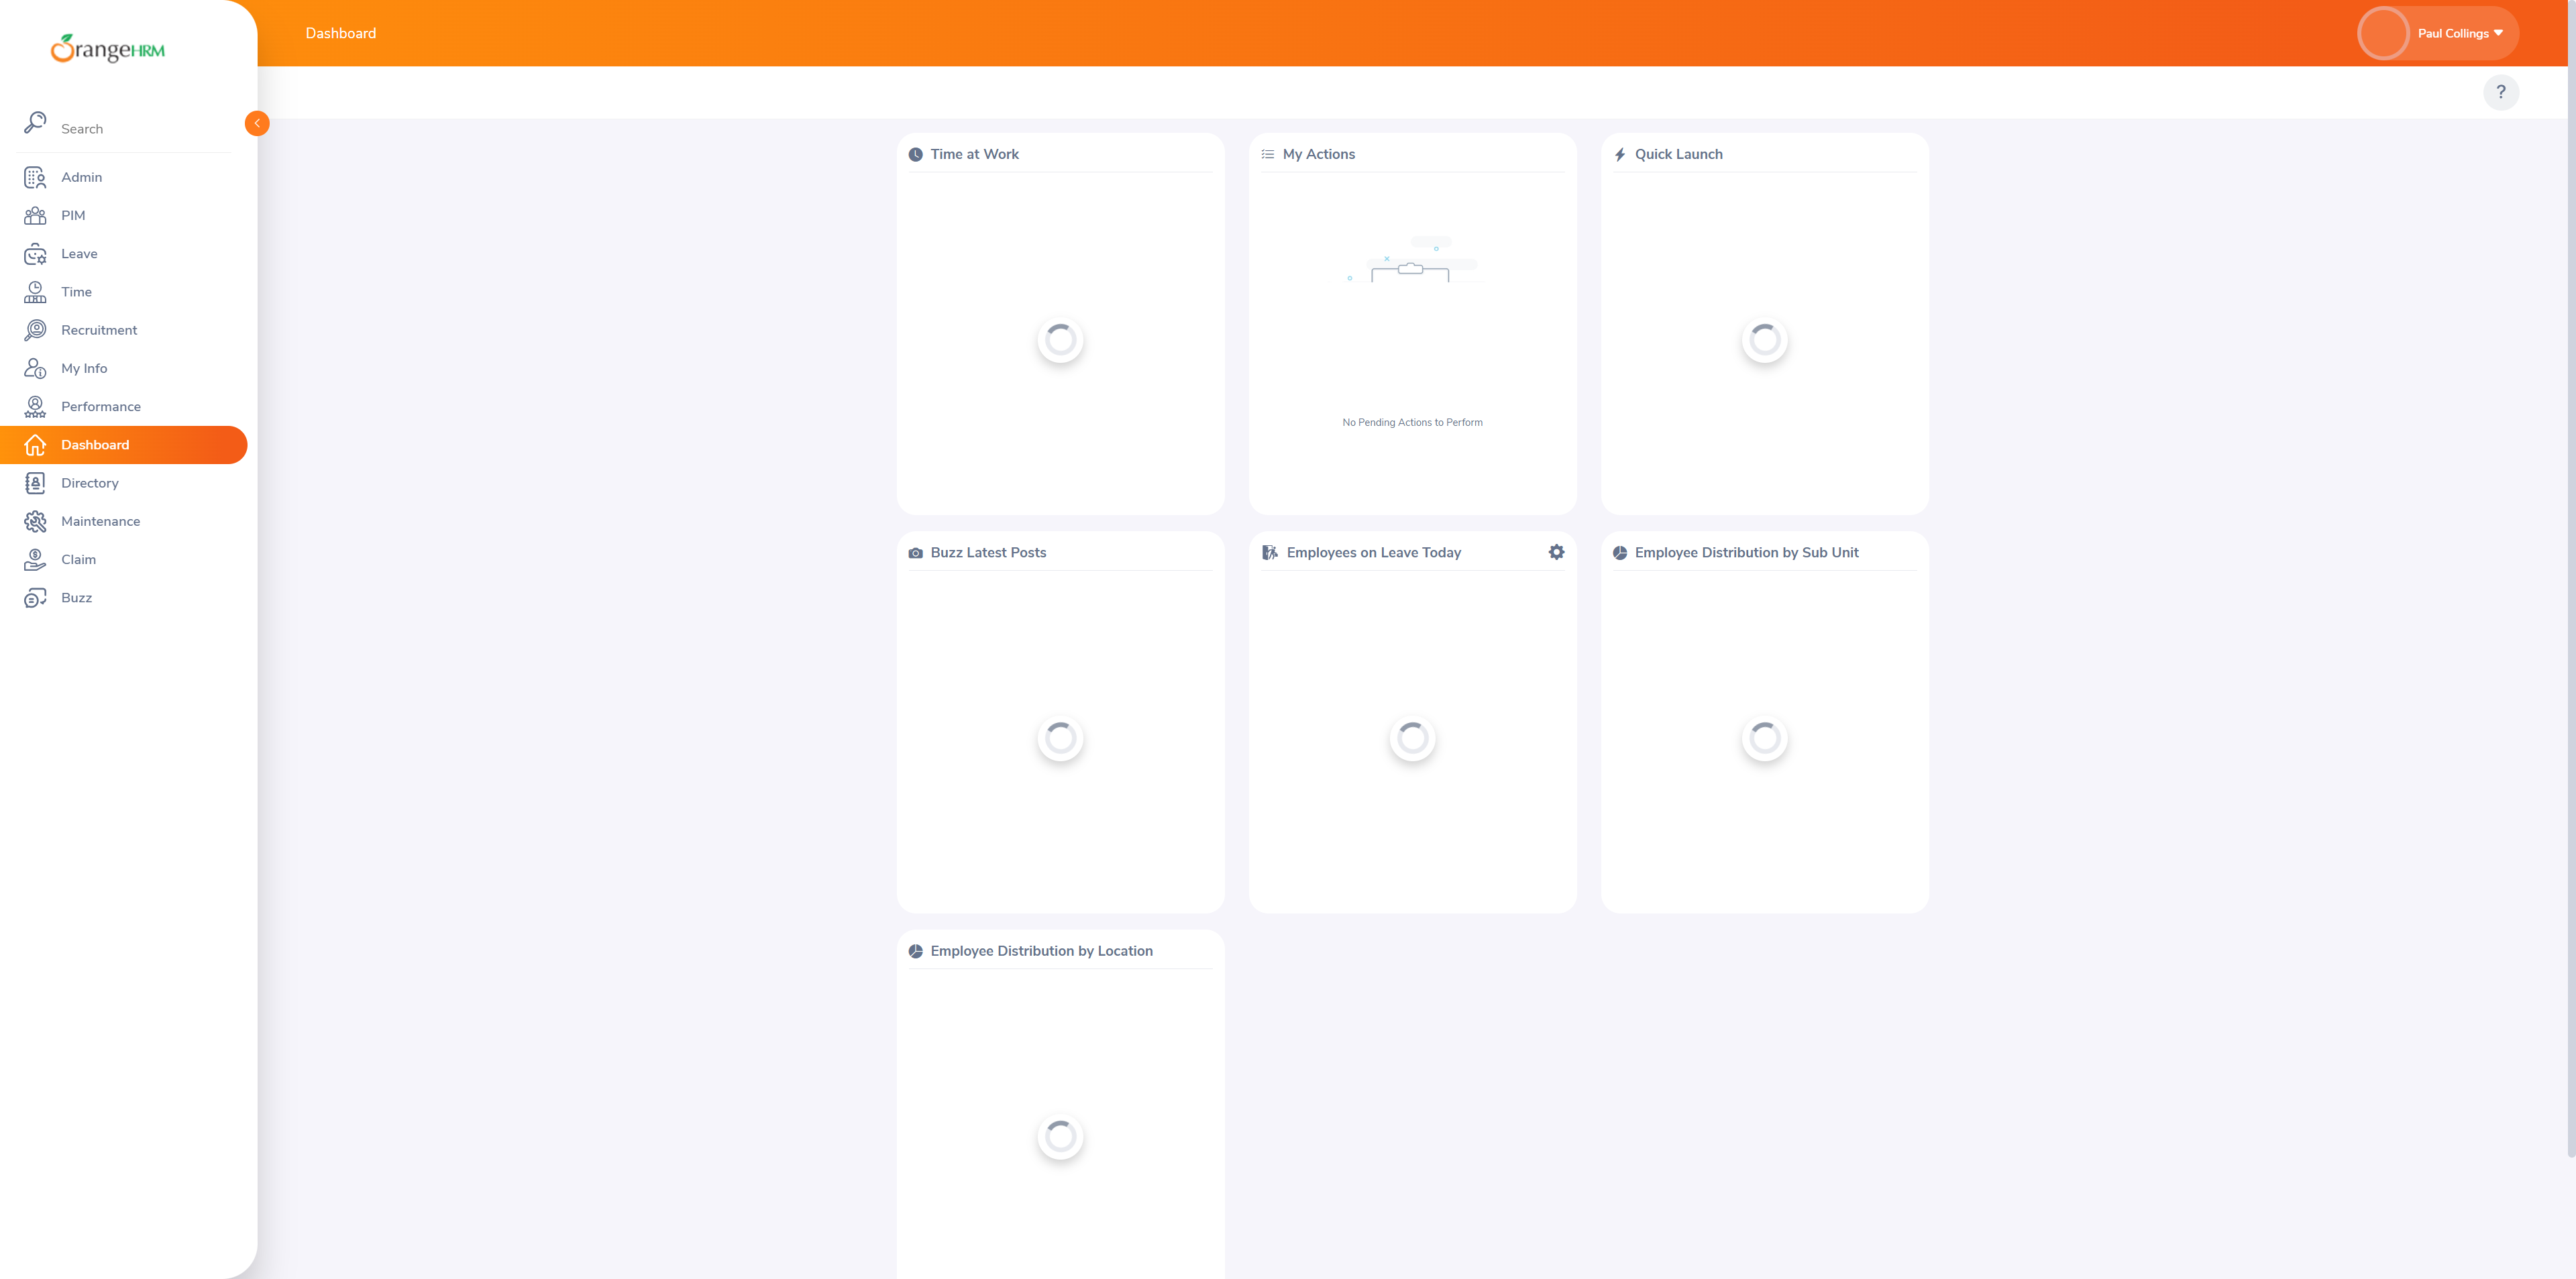 OrangeHRM
Dashboard
Paul Collings
?
Search
Admin
PIM
Leave
Time
Recruitment
My Info
Performance
Dashboard
Directory
Maintenance
Claim
Buzz
Time at Work
My Actions
No Pending Actions to Perform
Quick Launch
Buzz Latest Posts
Employees on Leave Today
Employee Distribution by Sub Unit
Employee Distribution by Location